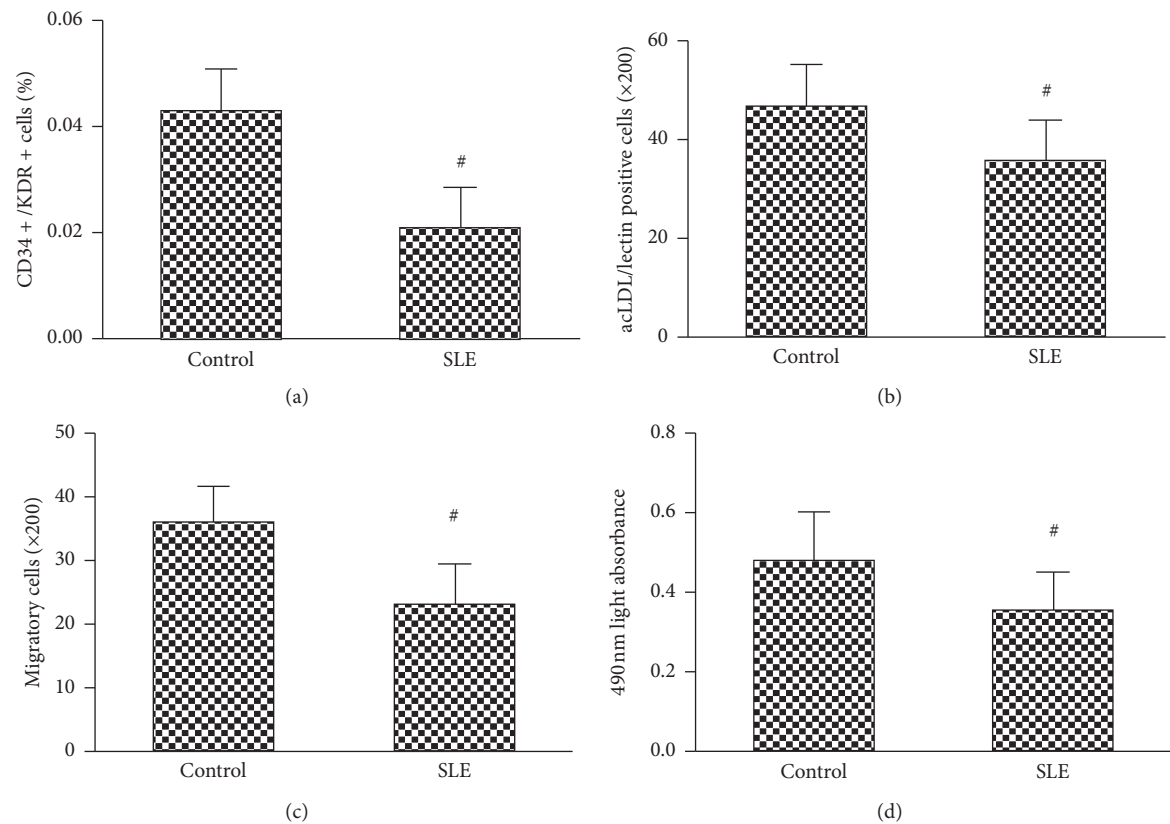 CD34 + /KDR + cells (%)
0.06
0.04
0.02
0.00
#
Control
SLE
(a)
acLDL/lectin positive cells (×200)
60
40
20
0
#
Control
SLE
(b)
Migratory cells (×200)
50
40
30
20
10
0
#
Control
SLE
(c)
490 nm light absorbance
0.8
0.6
0.4
0.2
0.0
#
Control
SLE
(d)